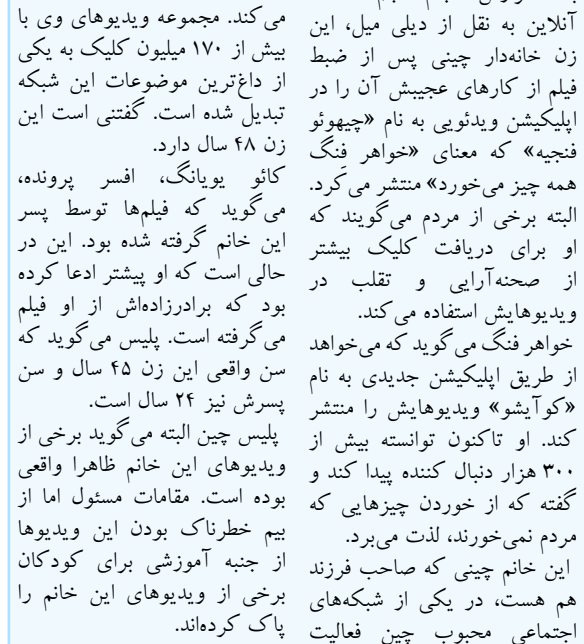 آنلاین به نقل از دیلی میل، این
زن خانه‌دار چینی پس از ضبط
فیلم از کارهای عجیبش آن را در
اپلیکیشن ویدئویی به نام «چیهوئو
فنجیه» که معنای «خواهر فِنگ
همه چیز می‌خورد» منتشر می‌کَرد.
البته برخی از مردم می‌گویند که
او برای دریافت کلیک بیشتر
از صحنه‌آرایی و تقلب در
ویدیوهایش استفاده می‌کند.
خواهر فنگ می‌گوید که می‌خواهد
از طریق اپلیکیشن جدیدی به نام
«کوآیشو» ویدیوهایش را منتشر
کند. او تاکنون توانسته بیش از
۳۰۰ هزار دنبال کننده پیدا کند و
گفته که از خوردن چیزهایی که
مردم نمی‌خورند، لذت می‌برد.
این خانم چینی که صاحب فرزند
هم هست، در یکی از شبکه‌های
اجتماعی محبوب چین فعالیت
می‌کند. مجموعه ویدیوهای وی با
بیش از ۱۷۰ میلیون کلیک به یکی
از داغ‌ترین موضوعات این شبکه
تبدیل شده است. گفتنی است این
زن ۴۸ سال دارد.
کائو یویانگ، افسر پرونده،
می‌گوید که فیلم‌ها توسط پسر
این خانم گرفته شده بود. این در
حالی است که او پیشتر ادعا کرده
بود که برادرزاده‌اش از او فیلم
می‌گرفته است. پلیس می‌گوید که
سن واقعی این زن ۴۵ سال و سن
پسرش نیز ۲۴ سال است.
پلیس چین البته می‌گوید برخی از
ویدیوهای این خانم ظاهرا واقعی
بوده است. مقامات مسئول اما از
بیم خطرناک بودن این ویدیوها
از جنبه آموزشی برای کودکان
برخی از ویدیوهای این خانم را
پاک کرده‌اند.